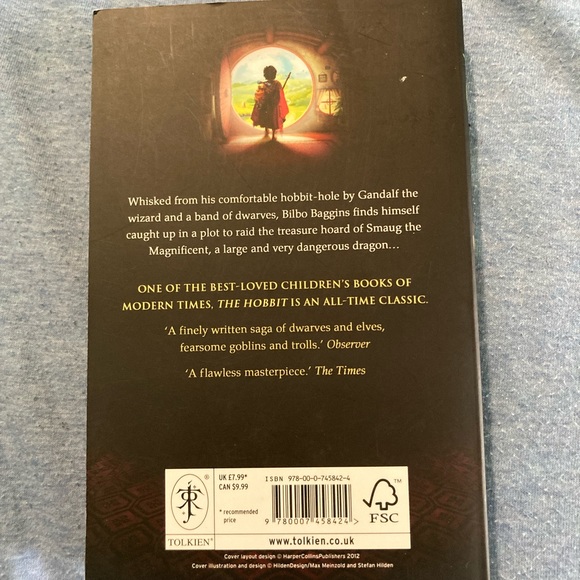 Whisked from his comfortable hobbit-hole by Gandalf the
wizard and a band of dwarves, Bilbo Baggins finds himself
caught up in a plot to raid the treasure hoard of Smaug the
Magnificent, a large and very dangerous dragon…
ONE OF THE BEST-LOVED CHILDREN'S BOOKS OF
MODERN TIMES, THE HOBBIT IS AN ALL-TIME CLASSIC.
‘A finely written saga of dwarves and elves,
fearsome goblins and trolls.’ Observer
‘A flawless masterpiece.’ The Times
®
TOLKIEN®
UK £7.99*
CAN $9.99
* recommended
price
ISBN 978-0-00-745842-4
9 780007 458424 >
www.tolkien.co.uk
™
FSC
Cover layout design © HarperCollinsPublishers 2012
Cover illustration and design © HildenDesign/Max Meinzold and Stefan Hilden